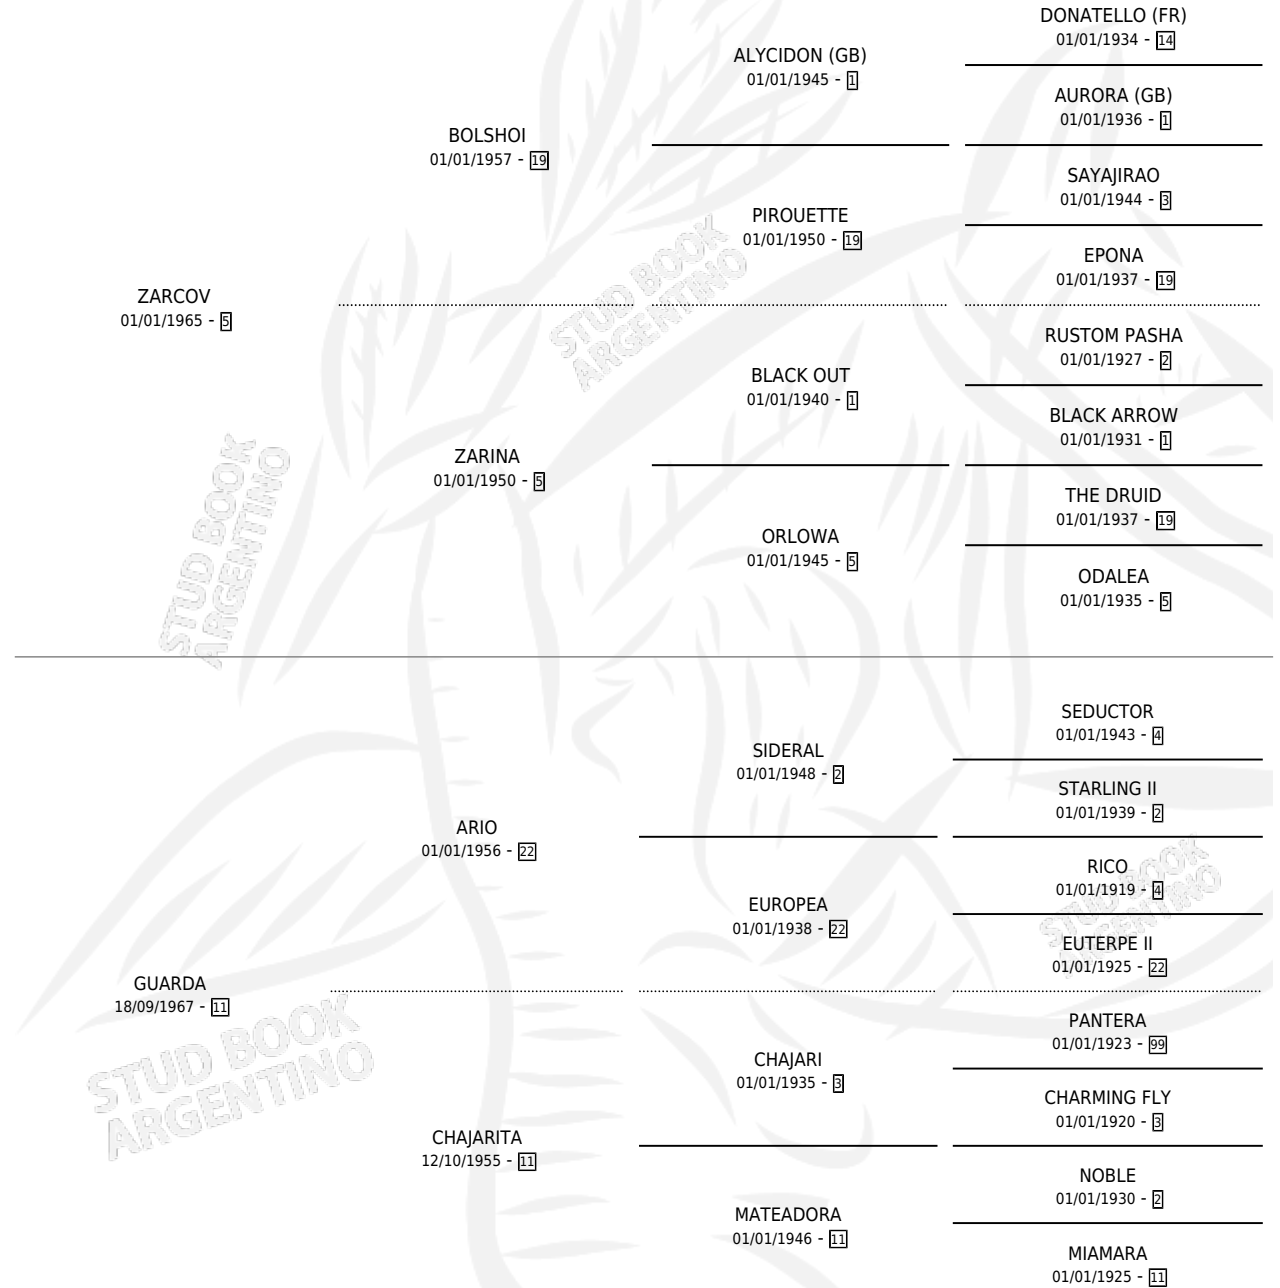 DONATELLO (FR)
01/01/1934 - 14
ALYCIDON (GB)
01/01/1945 - 1
AURORA (GB)
01/01/1936 - 1
BOLSHOI
01/01/1957 - 19
SAYAJIRAO
01/01/1944 - 3
PIROUETTE
01/01/1950 - 19
EPONA
01/01/1937 - 19
ZARCOV
01/01/1965 - 5
RUSTOM PASHA
01/01/1927 - 2
BLACK OUT
01/01/1940 - 1
BLACK ARROW
01/01/1931 - 1
ZARINA
01/01/1950 - 5
THE DRUID
01/01/1937 - 19
ORLOWA
01/01/1945 - 5
ODALEA
01/01/1935 - 5
SEDUCTOR
01/01/1943 - 4
SIDERAL
01/01/1948 - 2
STARLING II
01/01/1939 - 2
ARIO
01/01/1956 - 22
RICO
01/01/1919 - 4
EUROPEA
01/01/1938 - 22
EUTERPE II
01/01/1925 - 22
GUARDA
18/09/1967 - 11
PANTERA
01/01/1923 - 99
CHAJARI
01/01/1935 - 3
CHARMING FLY
01/01/1920 - 3
CHAJARITA
12/10/1955 - 11
NOBLE
01/01/1930 - 2
MATEADORA
01/01/1946 - 11
MIAMARA
01/01/1925 - 11
STUD BOOK
ARGENTINO
STUD BOOK
ARGENTINO
STUD BOOK
ARGENTINO
STUD BOOK
ARGENTINO